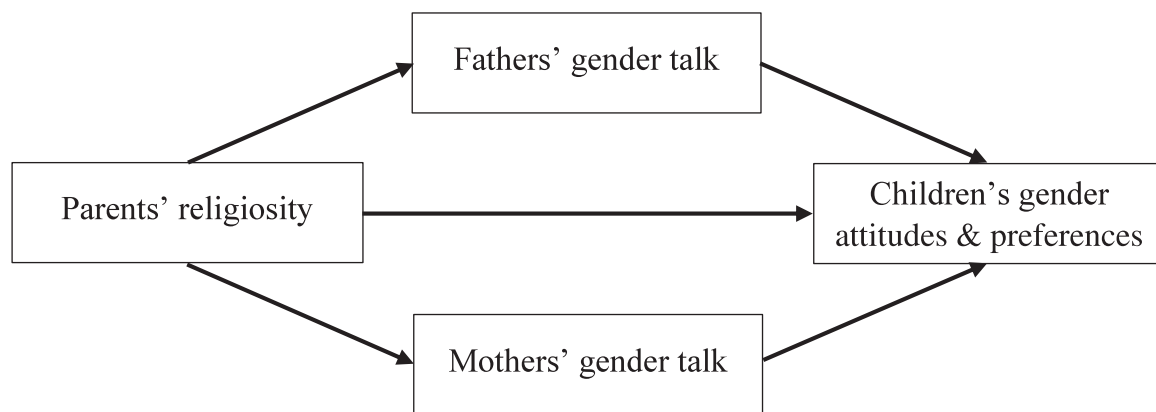 Fathers’ gender talk
Parents’ religiosity
Children’s gender
attitudes & preferences
Mothers’ gender talk